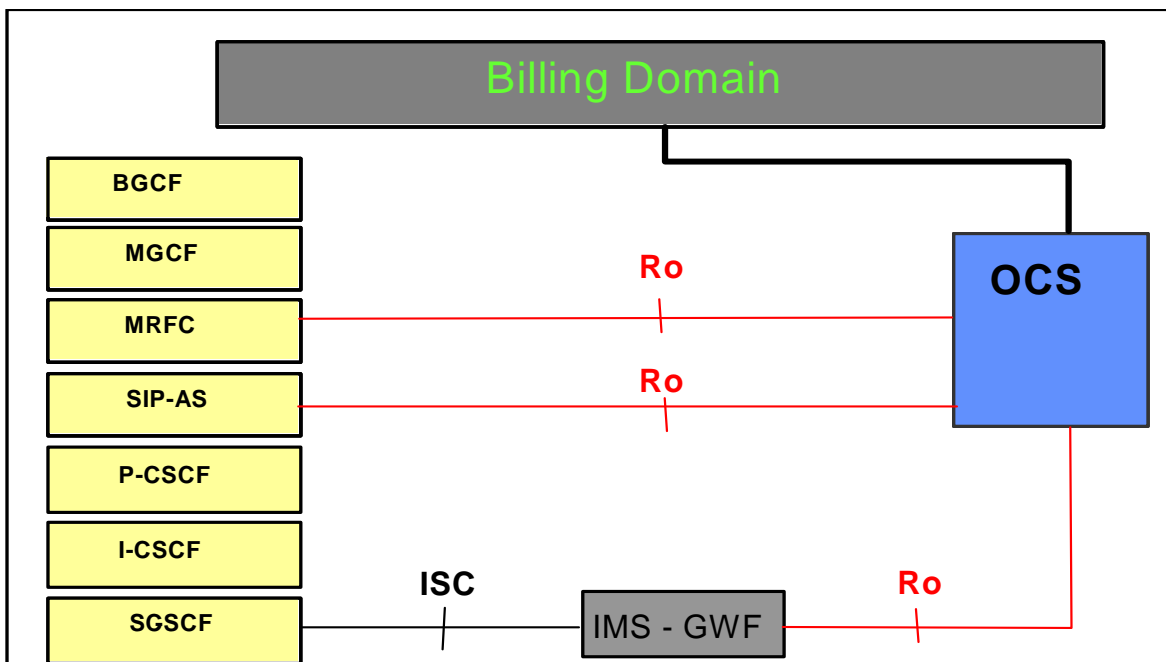 Billing Domain
BGCF
MGCF
MRFC
SIP-AS
P-CSCF
I-CSCF
SGSCF
Ro
Ro
OCS
ISC
IMS - GWF
Ro